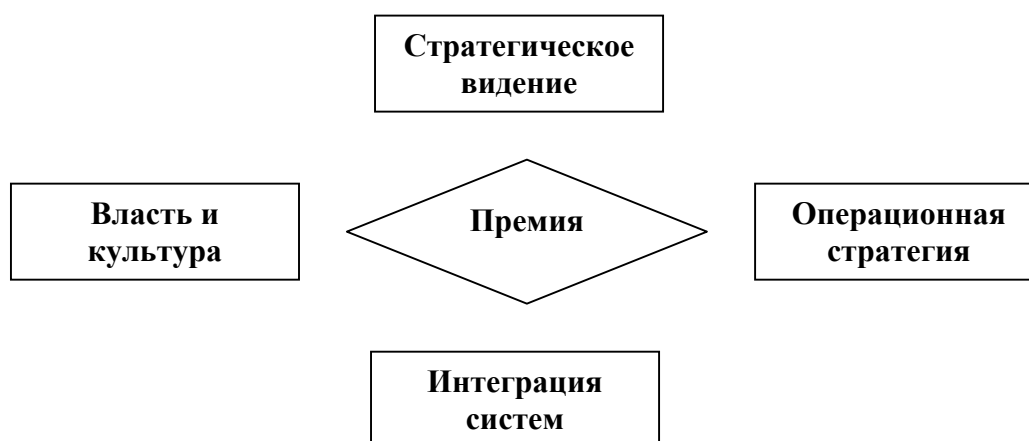 Стратегическое
видение
Власть и
культура
Премия
Операционная
стратегия
Интеграция
систем